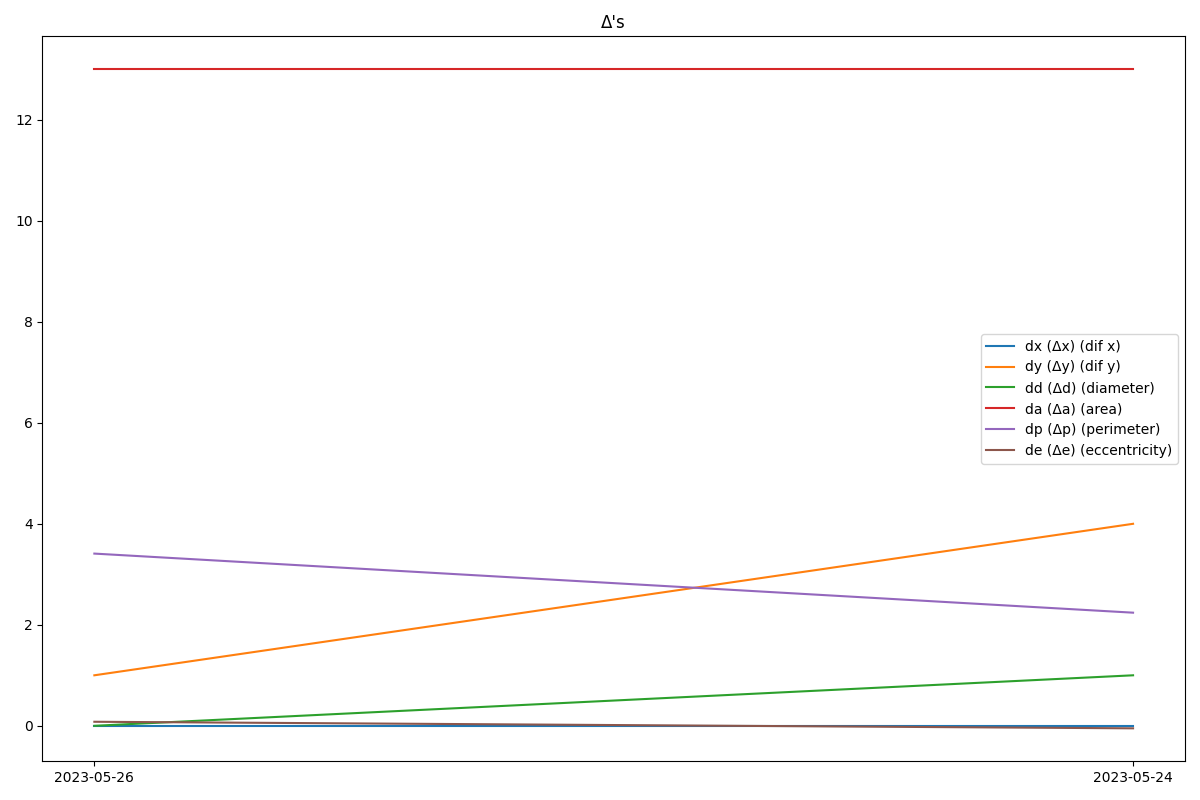 Δ's
12
10
8
6
4
2
0
dx (Δx) (dif x)
dy (Δy) (dif y)
dd (Δd) (diameter)
da (Δa) (area)
dp (Δp) (perimeter)
de (Δe) (eccentricity)
2023-05-26
2023-05-24